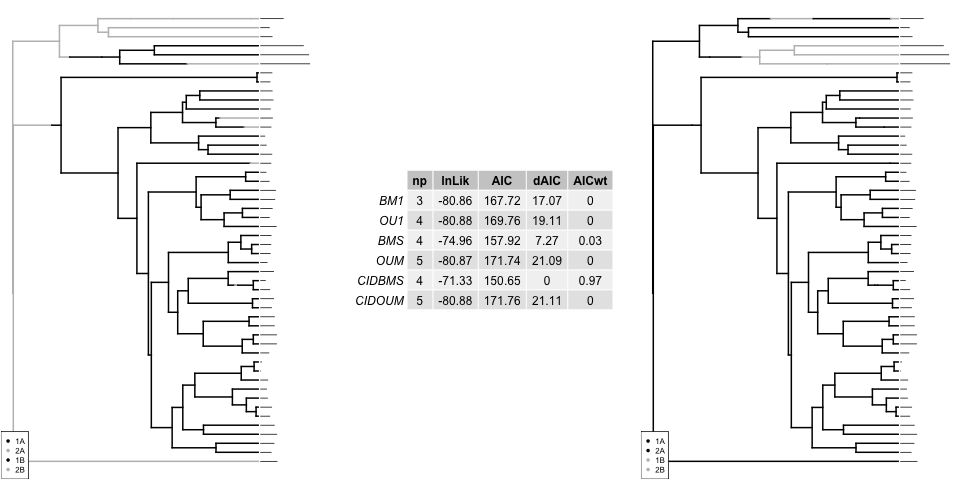 np lnLik AIC dAIC AICwt
BM1 3 -80.86 167.72 17.07 0
OU1 4 -80.88 169.76 19.11 0
BMS 4 -74.96 157.92 7.27 0.03
OUM 5 -80.87 171.74 21.09 0
CIDBMS 4 -71.33 150.65 0 0.97
CIDOUM 5 -80.88 171.76 21.11 0
1A
2A
1B
2B
1A
2A
1B
2B